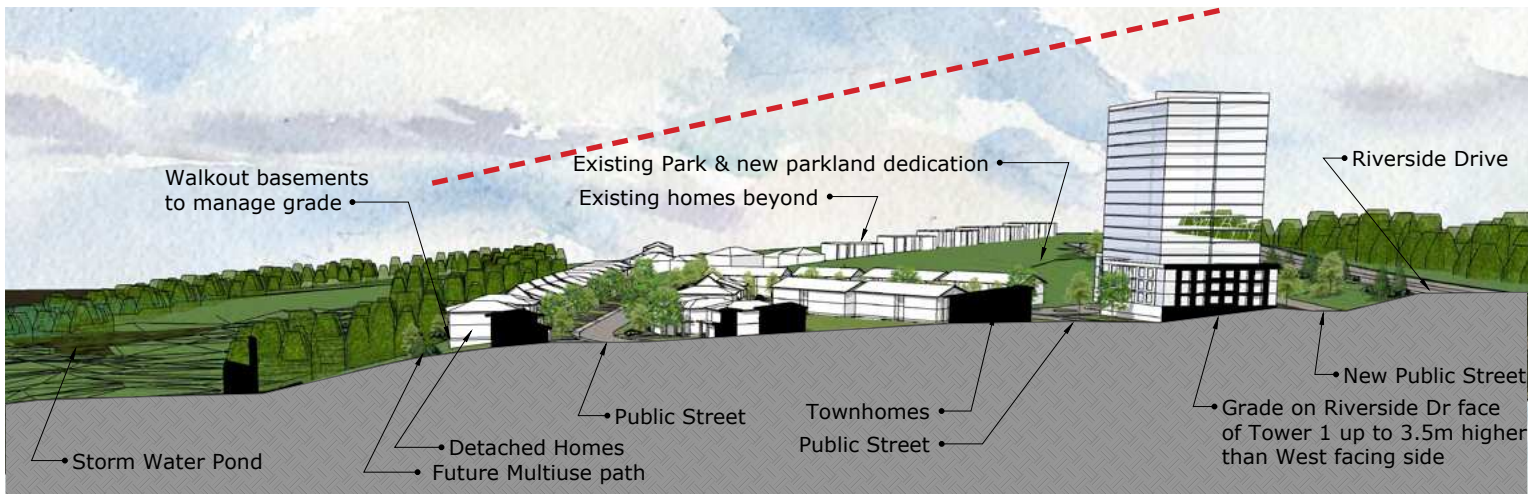 Walkout basements
to manage grade
Existing Park & new parkland dedication
Existing homes beyond
Riverside Drive
Storm Water Pond
Detached Homes
Future Multiuse path
Public Street
Townhomes
Public Street
New Public Street
Grade on Riverside Dr face
of Tower 1 up to 3.5m higher
than West facing side